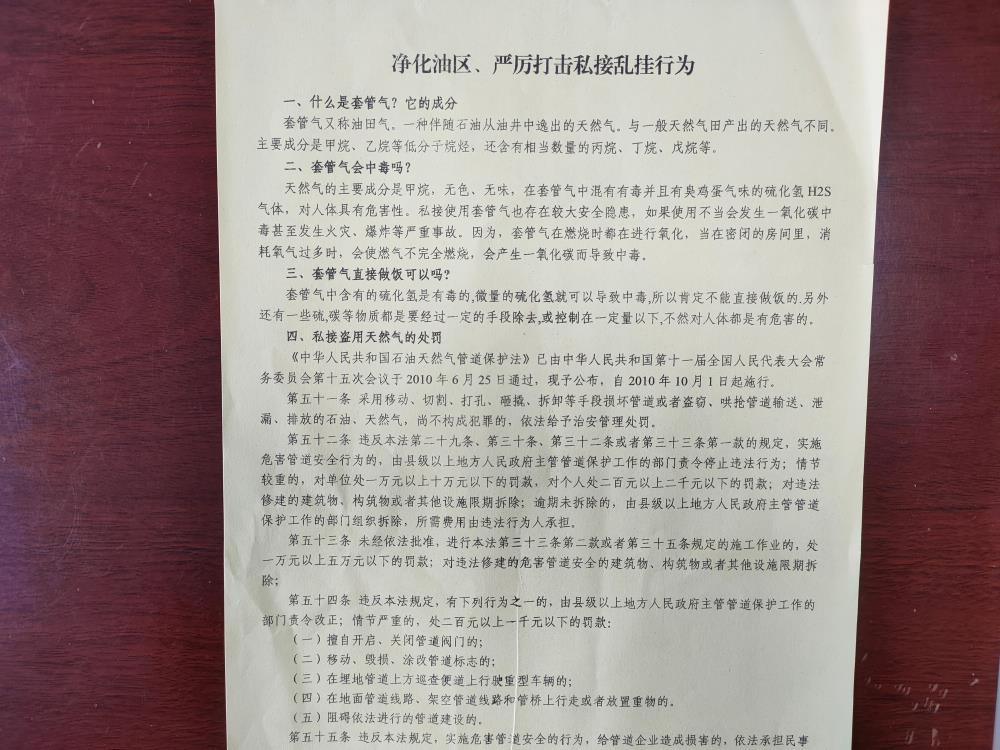 净化油区、严厉打击私接乱挂行为
一、什么是套管气？它的成分
套管气又称油田气。一种伴随石油从油井中逸出的天然气。与一般天然气田产出的天然气不同。
主要成分是甲烷、乙烷等低分子烷烃，还含有相当数量的丙烷、丁烷、戊烷等。
二、套管气会中毒吗？
天然气的主要成分是甲烷，无色、无味，在套管气中混有有毒并且有臭鸡蛋气味的硫化氢 H2S
气体，对人体具有危害性。私接使用套管气也存在较大安全隐患，如果使用不当会发生一氧化碳中
毒甚至发生火灾、爆炸等严重事故。因为，套管气在燃烧时都在进行氧化，当在密闭的房间里，消
耗氧气过多时，会使燃气不完全燃烧，会产生一氧化碳而导致中毒。
三、套管气直接做饭可以吗？
套管气中含有的硫化氢是有毒的,微量的硫化氢就可以导致中毒,所以肯定不能直接做饭的.另外
还有一些硫,碳等物质都是要经过一定的手段除去,或控制在一定量以下,不然对人体都是有危害的。
四、私接盗用天然气的处罚
《中华人民共和国石油天然气管道保护法》已由中华人民共和国第十一届全国人民代表大会常
务委员会第十五次会议于 2010 年 6 月 25 日通过，现予公布，自 2010 年 10 月 1 日起施行。
第五十一条 采用移动、切割、打孔、砸撬、拆卸等手段损坏管道或者盗窃、哄抢管道输送、泄
漏、排放的石油、天然气，尚不构成犯罪的，依法给予治安管理处罚。
第五十二条 违反本法第二十九条、第三十条、第三十二条或者第三十三条第一款的规定，实施
危害管道安全行为的，由县级以上地方人民政府主管管道保护工作的部门责令停止违法行为；情节
较重的，对单位处一万元以上十万元以下的罚款，对个人处二百元以上二千元以下的罚款；对违法
修建的建筑物、构筑物或者其他设施限期拆除；逾期未拆除的，由县级以上地方人民政府主管管道
保护工作的部门组织拆除，所需费用由违法行为人承担。
第五十三条 未经依法批准，进行本法第三十三条第二款或者第三十五条规定的施工作业的，处
一万元以上五万元以下的罚款；对违法修建的危害管道安全的建筑物、构筑物或者其他设施限期拆
除；
第五十四条 违反本法规定，有下列行为之一的，由县级以上地方人民政府主管管道保护工作的
部门责令改正；情节严重的，处二百元以上一千元以下的罚款：
（一）擅自开启、关闭管道阀门的；
（二）移动、毁损、涂改管道标志的；
（三）在埋地管道上方巡查便道上行驶重型车辆的；
（四）在地面管道线路、架空管道线路和管桥上行走或者放置重物的。
（五）阻碍依法进行的管道建设的。
第五十五条 违反本法规定，实施危害管道安全的行为，给管道企业造成损害的，依法承担民事